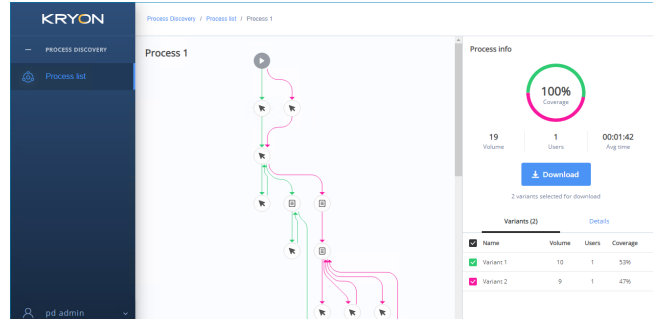 KRYON
PROCESS DISCOVERY
Process list
pd admin
Process Discovery / Process list / Process 1
Process 1
Process info
100%
Coverage
19 1 00:01:42
Volume Users Avg time
Download
2 variants selected for download
Variants (2) Details
Name Volume Users Coverage
Variant 1 10 1 53%
Variant 2 9 1 47%